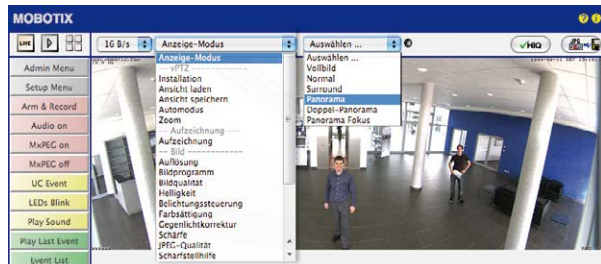 MOBOTIX
LIVE
16 B/s
Anzeige-Modus
Auswählen ...
HIQ
JPG
Admin Menu
Setup Menu
Arm & Record
Audio on
MxPEG on
MxPEG off
UC Event
LEDs Blink
Play Sound
Play Last Event
Event List
Anzeige-Modus
--- vPTZ ---
Installation
Ansicht laden
Ansicht speichern
Automodus
Zoom
--- Aufzeichnung ---
Aufzeichnung
--- Bild ---
Auflösung
Bildprogramm
Bildqualität
Helligkeit
Belichtungssteuerung
Farbsättigung
Gegenlichtkorrektur
Schärfe
JPEG-Qualität
Scharfstellhilfe
Auswählen ...
Vollbild
Normal
Surround
Panorama
Doppel-Panorama
Panorama Fokus